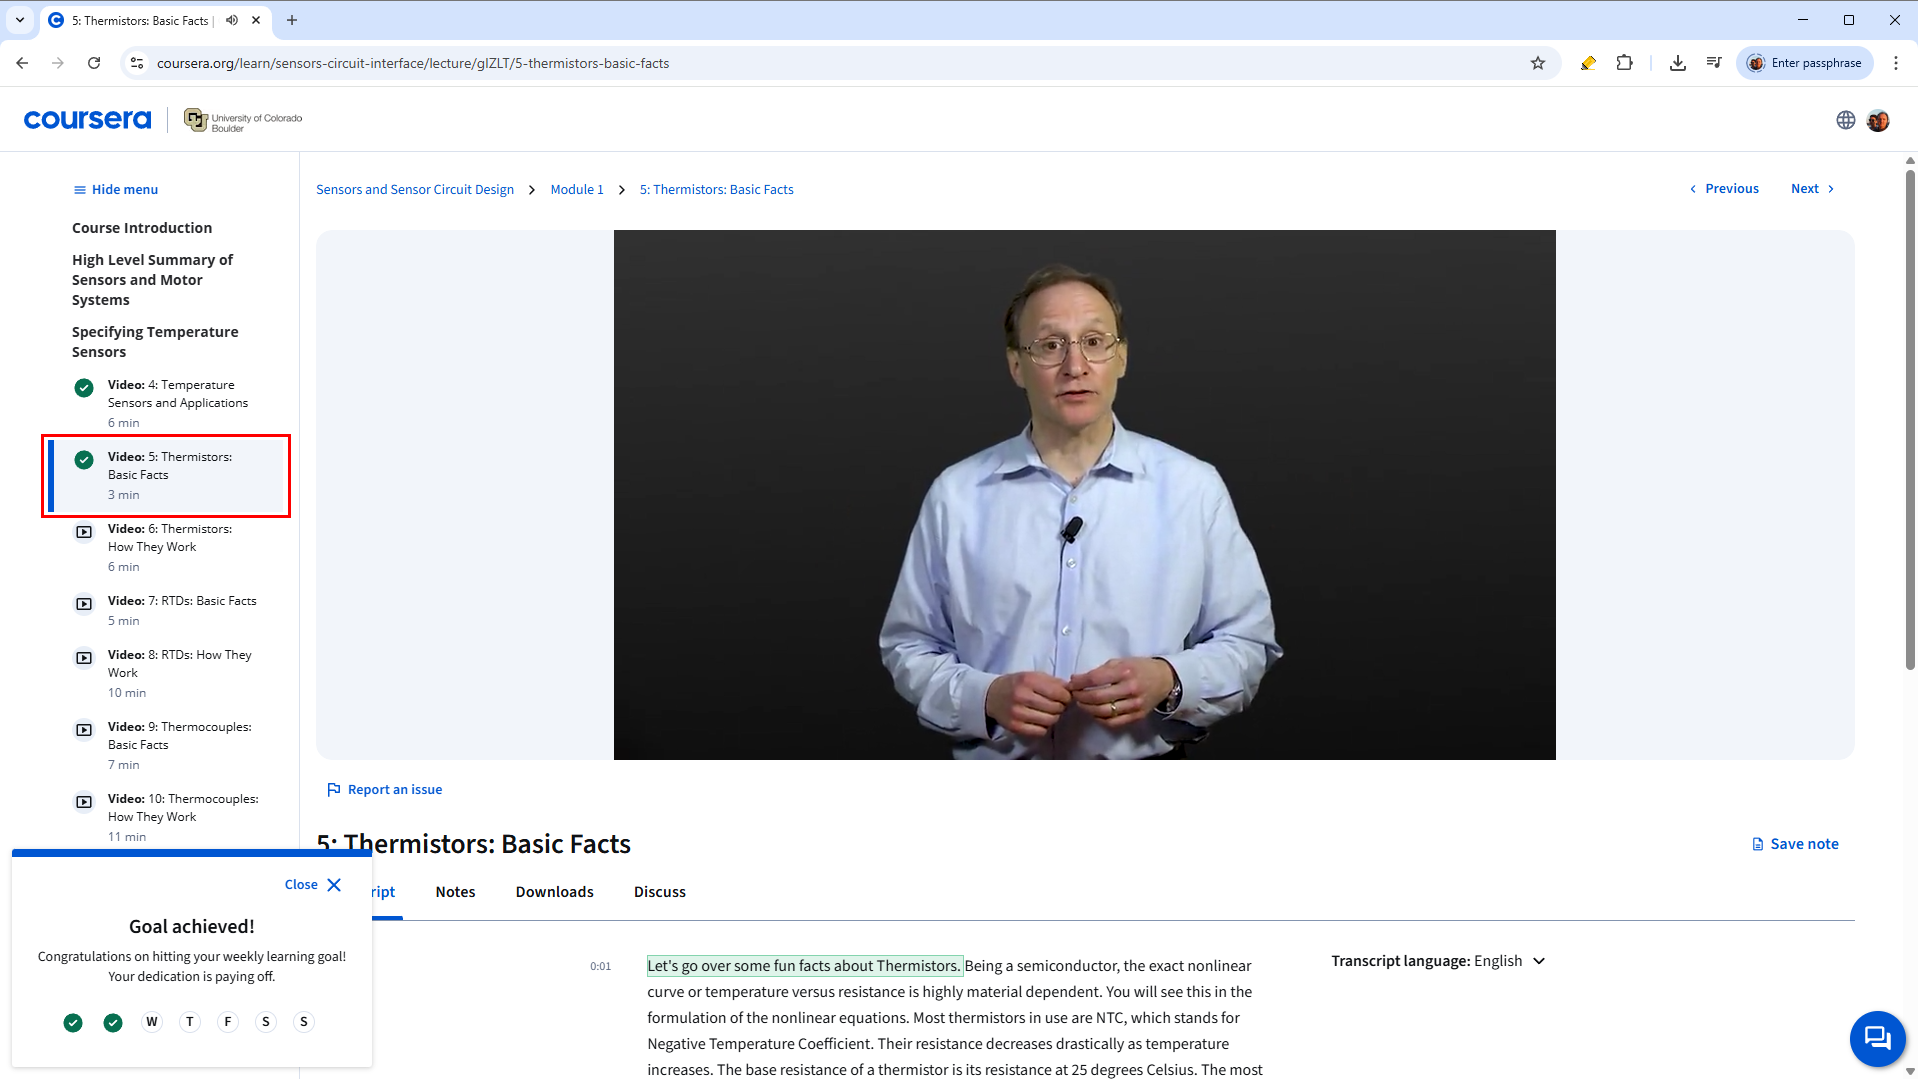 5: Thermistors: Basic Facts |
coursera.org/learn/sensors-circuit-interface/lecture/gIZLT/5-thermistors-basic-facts
Enter passphrase
coursera
University of Colorado
Boulder
Hide menu
Course Introduction
High Level Summary of
Sensors and Motor
Systems
Specifying Temperature
Sensors
Video: 4: Temperature
Sensors and Applications
6 min
Video: 5: Thermistors:
Basic Facts
3 min
Video: 6: Thermistors:
How They Work
6 min
Video: 7: RTDs: Basic Facts
5 min
Video: 8: RTDs: How They
Work
10 min
Video: 9: Thermocouples:
Basic Facts
7 min
Video: 10: Thermocouples:
How They Work
11 min
Close
Goal achieved!
Congratulations on hitting your weekly learning goal!
Your dedication is paying off.
W T F S S
Sensors and Sensor Circuit Design > Module 1 > 5: Thermistors: Basic Facts
Previous
Next
Report an issue
5: Thermistors: Basic Facts
Save note
ript
Notes
Downloads
Discuss
0:01
Let's go over some fun facts about Thermistors. Being a semiconductor, the exact nonlinear
curve or temperature versus resistance is highly material dependent. You will see this in the
formulation of the nonlinear equations. Most thermistors in use are NTC, which stands for
Negative Temperature Coefficient. Their resistance decreases drastically as temperature
increases. The base resistance of a thermistor is its resistance at 25 degrees Celsius. The most
Transcript language: English